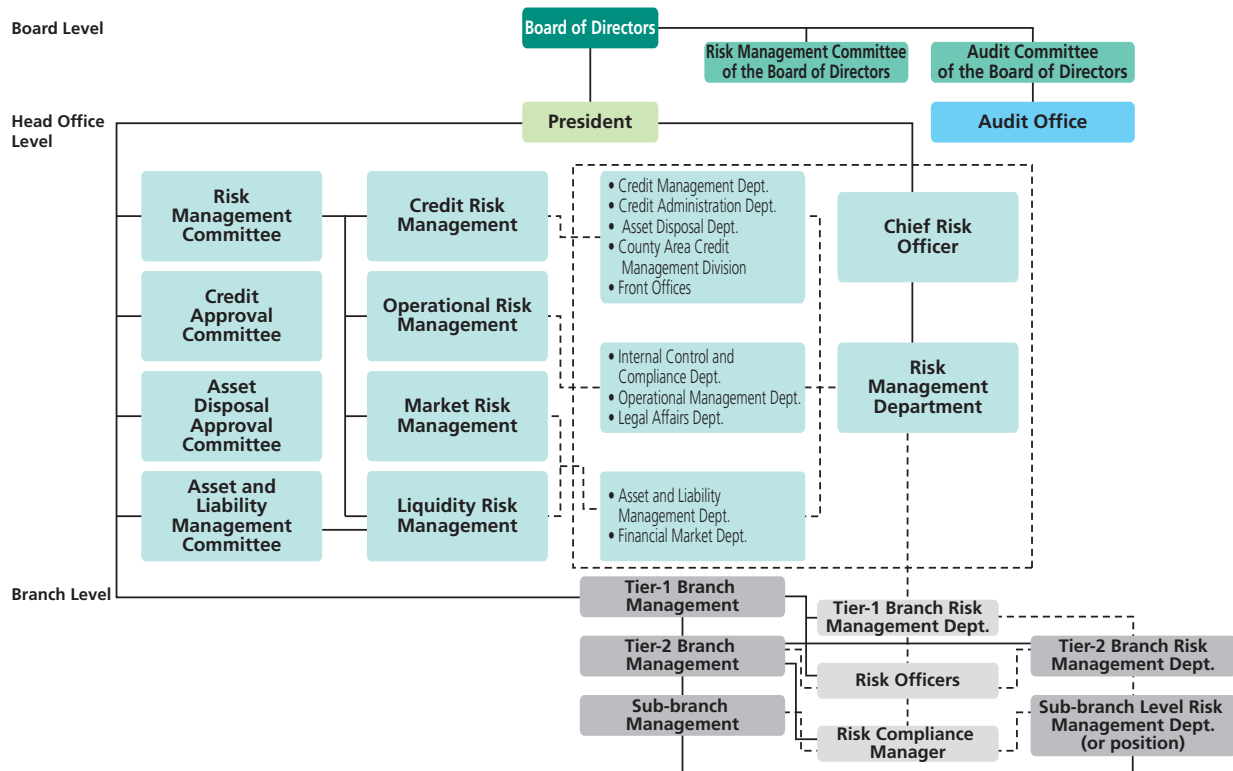 Board Level
Board of Directors
Risk Management Committee
of the Board of Directors
Audit Committee
of the Board of Directors
Head Office
Level
President
Audit Office
Risk
Management
Committee
Credit Risk
Management
• Credit Management Dept.
• Credit Administration Dept.
• Asset Disposal Dept.
• County Area Credit
Management Division
• Front Offices
Chief Risk
Officer
Credit
Approval
Committee
Operational Risk
Management
• Internal Control and
Compliance Dept.
• Operational Management Dept.
• Legal Affairs Dept.
Risk
Management
Department
Asset
Disposal
Approval
Committee
Market Risk
Management
Asset and
Liability
Management
Committee
Liquidity Risk
Management
• Asset and Liability
Management Dept.
• Financial Market Dept.
Branch Level
Tier-1 Branch
Management
Tier-1 Branch Risk
Management Dept.
Tier-2 Branch
Management
Risk Officers
Tier-2 Branch Risk
Management Dept.
Sub-branch
Management
Risk Compliance
Manager
Sub-branch Level Risk
Management Dept.
(or position)